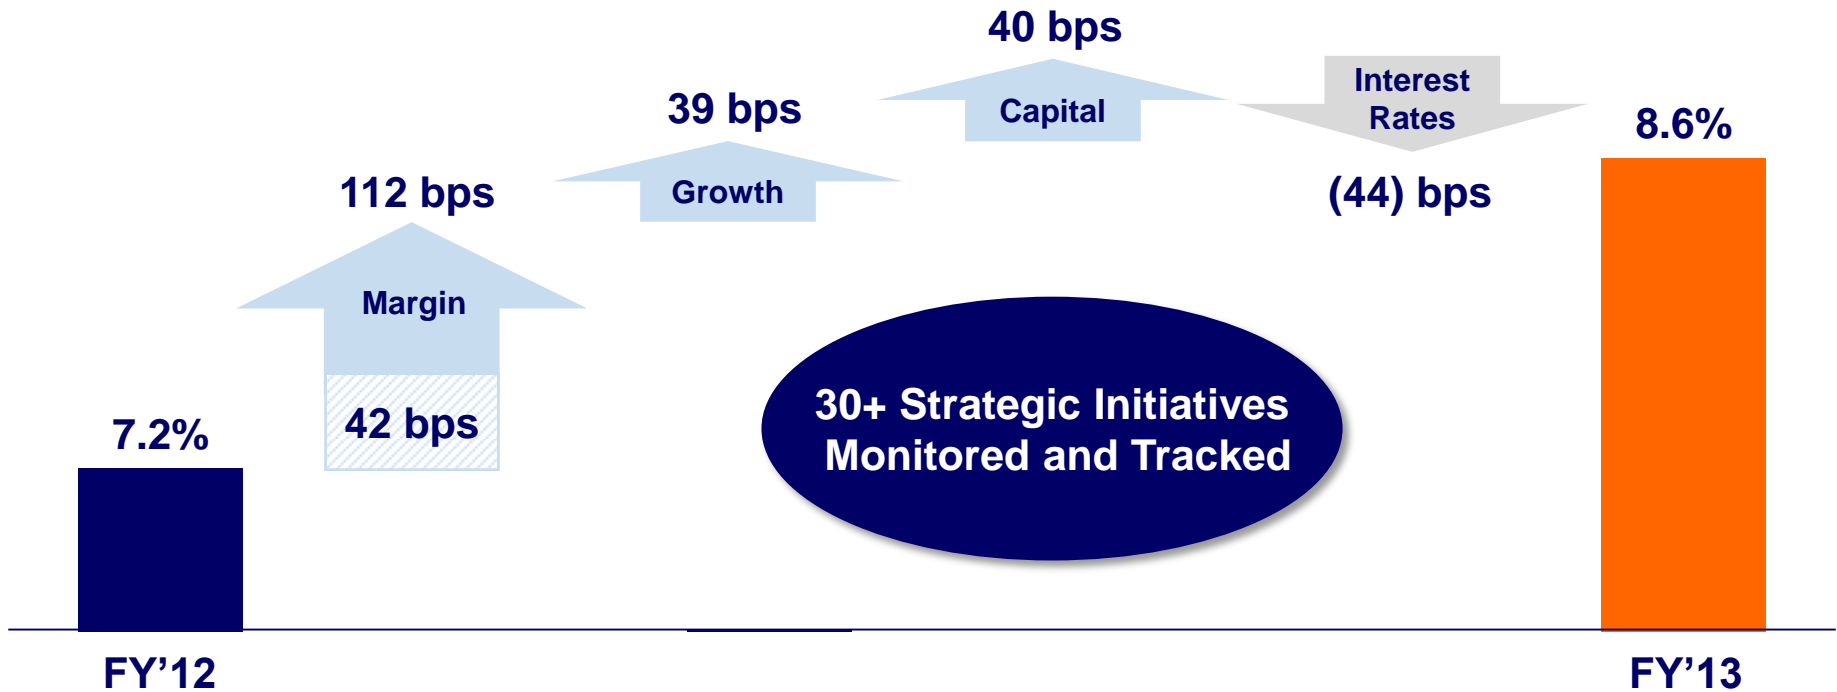 40 bps
Capital
Interest
Rates
(44) bps
39 bps
Growth
112 bps
Margin
42 bps
7.2%
8.6%
30+ Strategic Initiatives
Monitored and Tracked
FY’12
FY’13